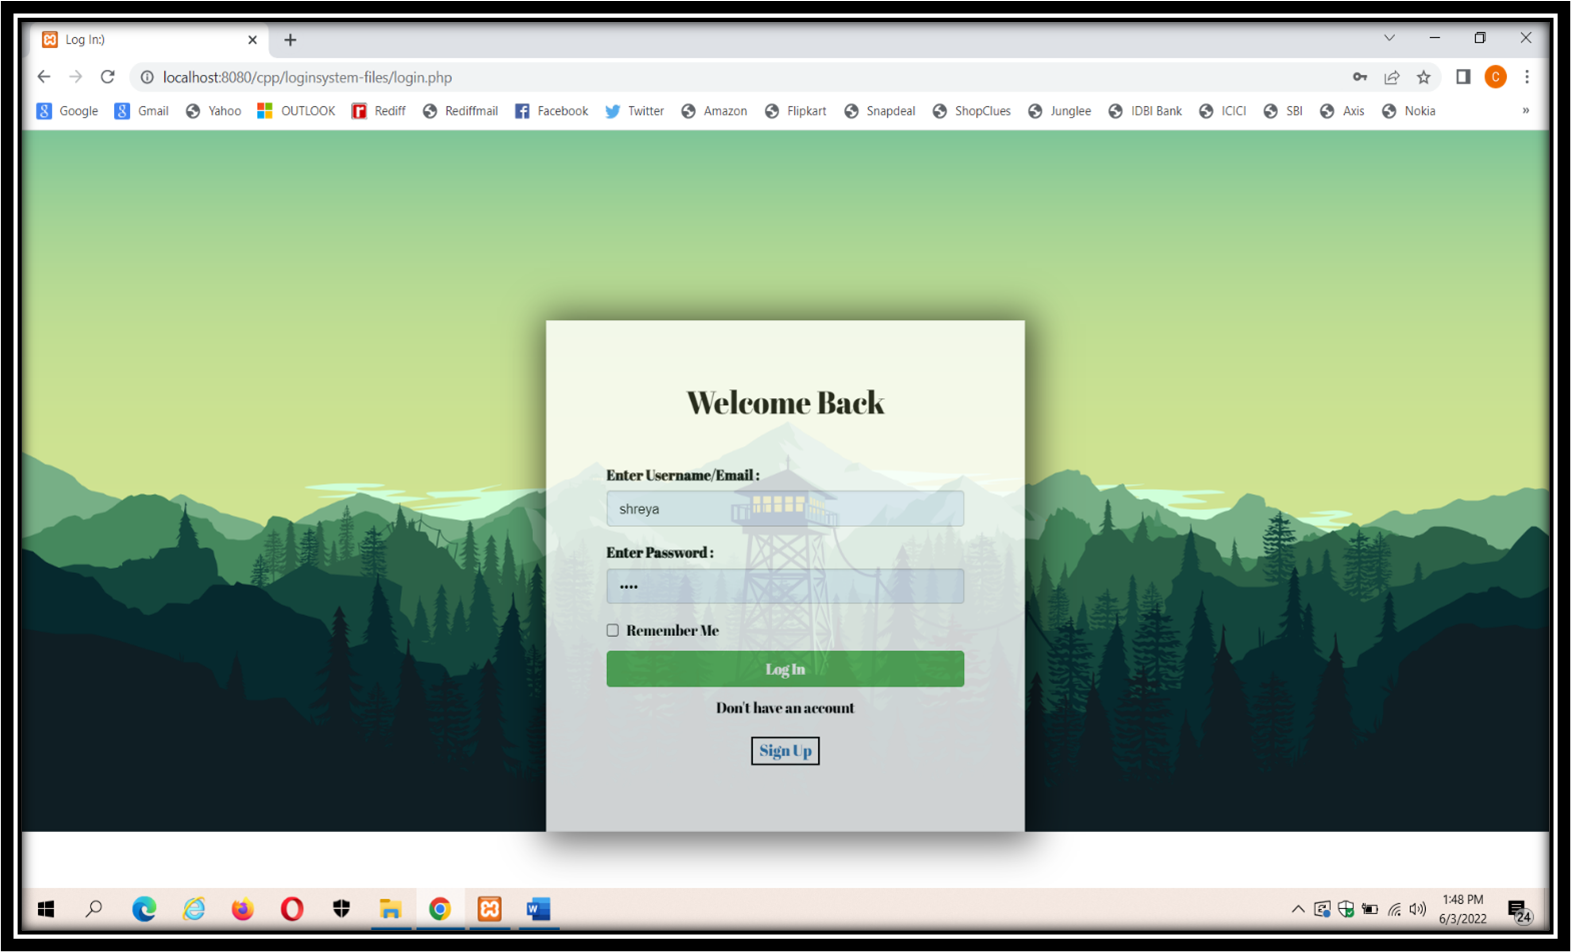 Log In:)
localhost:8080/cpp/loginsystem-files/login.php
C
Google Gmail Yahoo OUTLOOK Rediff Rediffmail Facebook Twitter Amazon Flipkart Snapdeal ShopClues Junglee IDBI Bank ICICI SBI Axis Nokia »
Welcome Back
Enter Username/Email :
shreya
Enter Password :
••••
Remember Me
Log In
Don't have an account
Sign Up
1:48 PM
6/3/2022
24